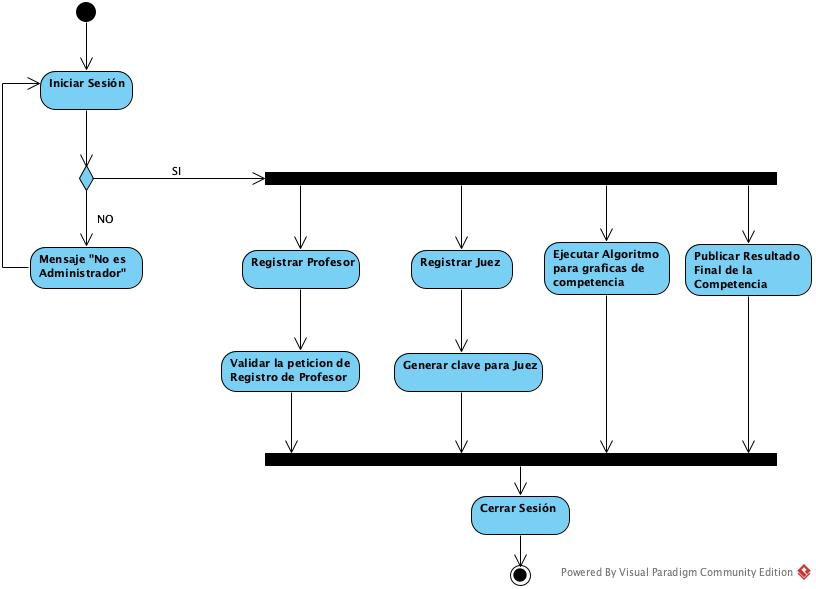 Iniciar Sesión
SI
NO
Mensaje "No es
Administrador"
Registrar Profesor
Registrar Juez
Ejecutar Algoritmo
para graficas de
competencia
Publicar Resultado
Final de la
Competencia
Validar la peticion de
Registro de Profesor
Generar clave para Juez
Cerrar Sesión
Powered By Visual Paradigm Community Edition